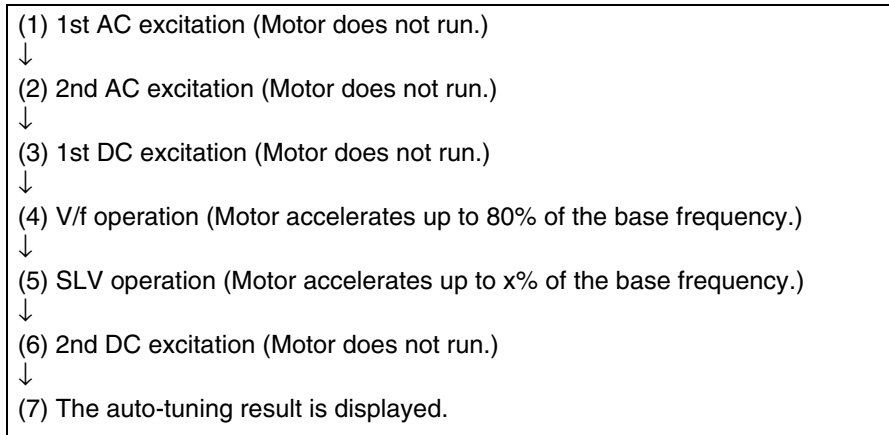 (1) 1st AC excitation (Motor does not run.)
↓
(2) 2nd AC excitation (Motor does not run.)
↓
(3) 1st DC excitation (Motor does not run.)
↓
(4) V/f operation (Motor accelerates up to 80% of the base frequency.)
↓
(5) SLV operation (Motor accelerates up to x% of the base frequency.)
↓
(6) 2nd DC excitation (Motor does not run.)
↓
(7) The auto-tuning result is displayed.